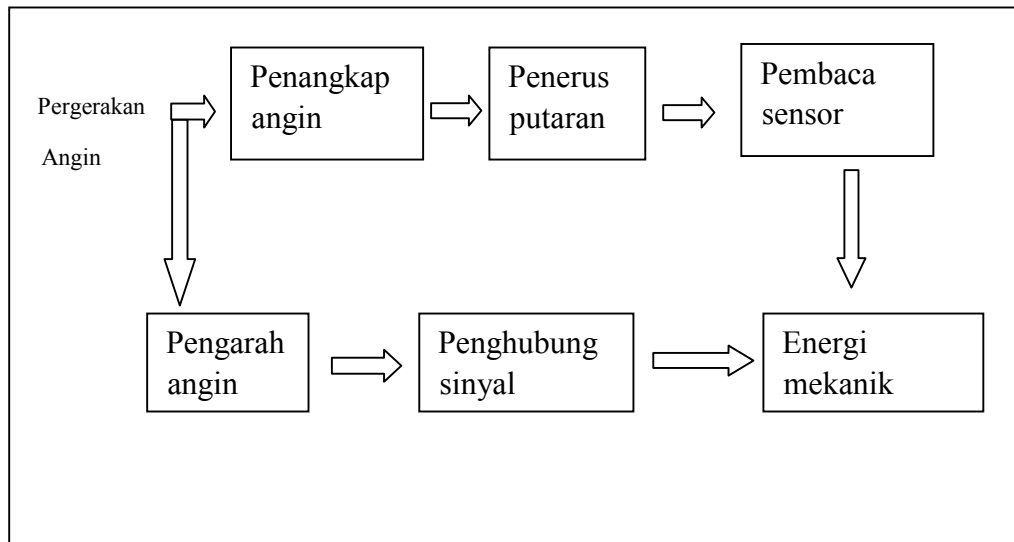 Pergerakan
Angin
Penangkap
angin
Penerus
putaran
Pembaca
sensor
Pengarah
angin
Penghubung
sinyal
Energi
mekanik